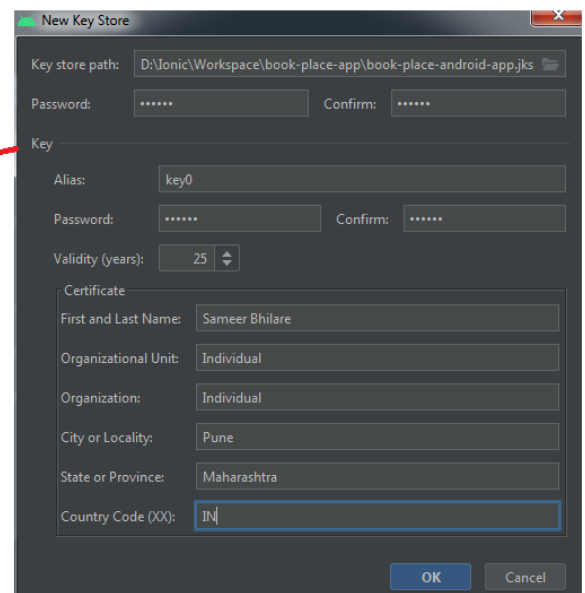 New Key Store
Key store path: D:\Ionic\Workspace\book-place-app\book-place-android-app.jks
Password: •••••• Confirm: ••••••
Key
Alias: key0
Password: •••••• Confirm: ••••••
Validity (years): 25
Certificate
First and Last Name: Sameer Bhilare
Organizational Unit: Individual
Organization: Individual
City or Locality: Pune
State or Province: Maharashtra
Country Code (XX): IN
OK Cancel